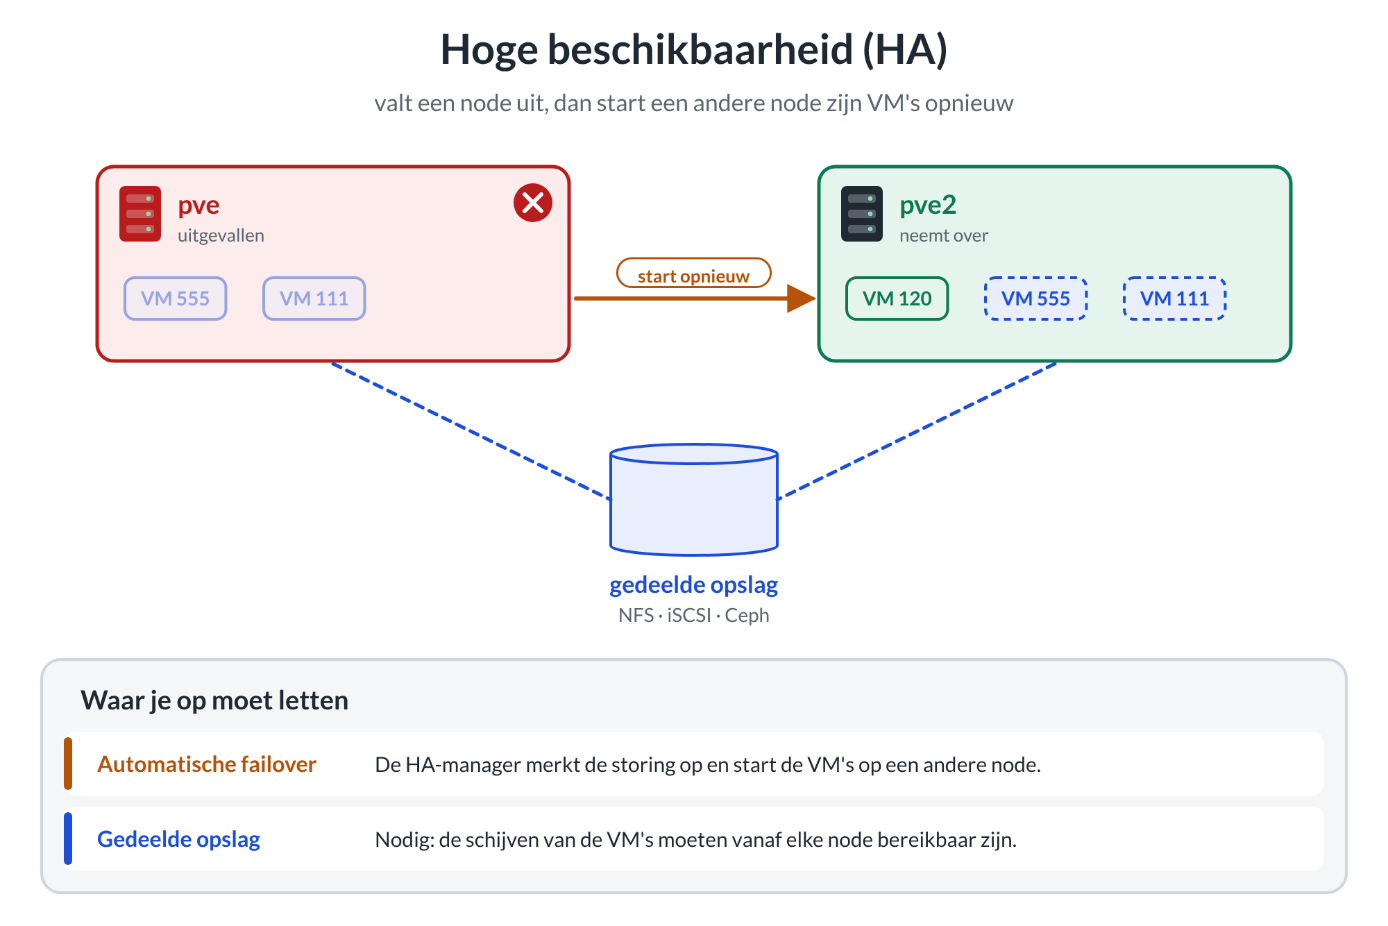 Hoge beschikbaarheid (HA)
valt een node uit, dan start een andere node zijn VM's opnieuw
pve
uitgevallen
VM 555
VM 111
start opnieuw
pve2
neemt over
VM 120
VM 555
VM 111
gedeelde opslag
NFS · iSCSI · Ceph
Waar je op moet letten
Automatische failover
De HA-manager merkt de storing op en start de VM's op een andere node.
Gedeelde opslag
Nodig: de schijven van de VM's moeten vanaf elke node bereikbaar zijn.